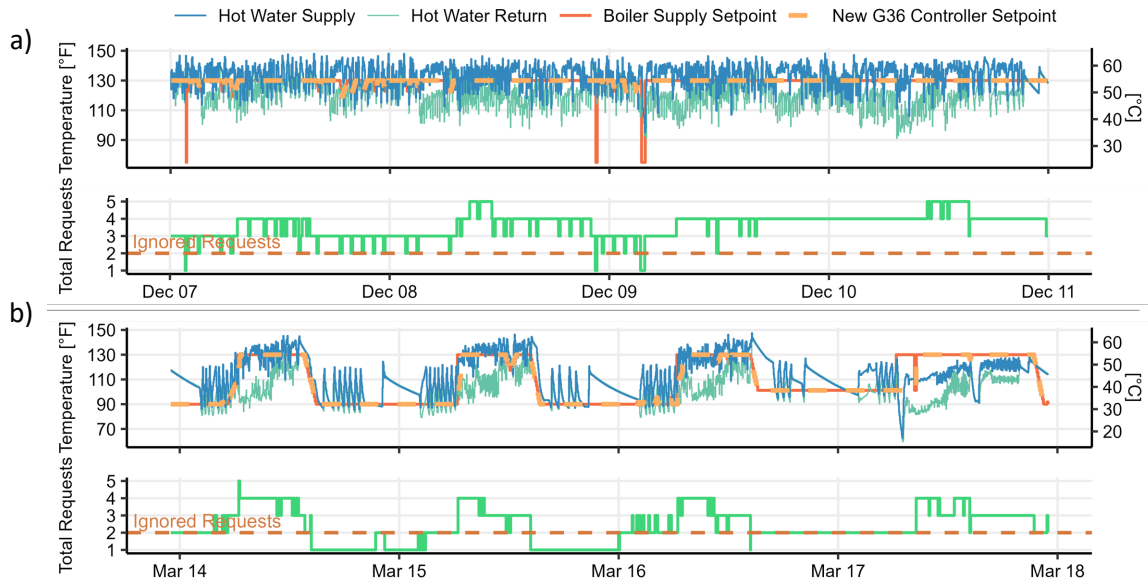 Hot Water Supply Hot Water Return Boiler Supply Setpoint New G36 Controller Setpoint
a)
Temperature [°F]
150
130
110
90
60
50
40
30
[°C]
Total Requests
5
4
3
2
1
Ignored Requests
Dec 07 Dec 08 Dec 09 Dec 10 Dec 11
b)
Temperature [°F]
150
130
110
90
70
60
50
40
30
20
[°C]
Total Requests
5
4
3
2
1
Ignored Requests
Mar 14 Mar 15 Mar 16 Mar 17 Mar 18